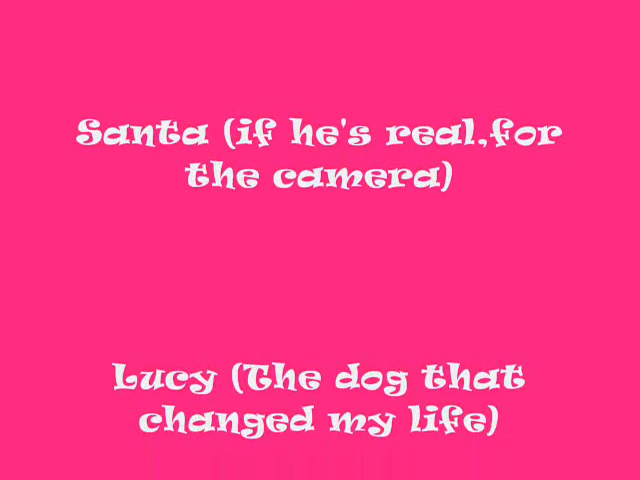 Santa (if he's real,for
the camera)
Lucy (The dog that
changed my life)